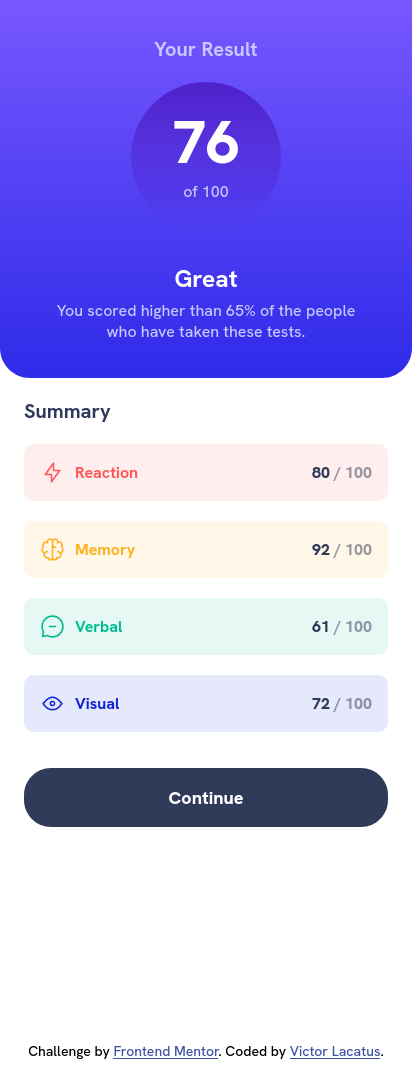 Your Result
76
of 100
Great
You scored higher than 65% of the people
who have taken these tests.
Summary
Reaction 80 / 100
Memory 92 / 100
Verbal 61 / 100
Visual 72 / 100
Continue
Challenge by Frontend Mentor. Coded by Victor Lacatus.